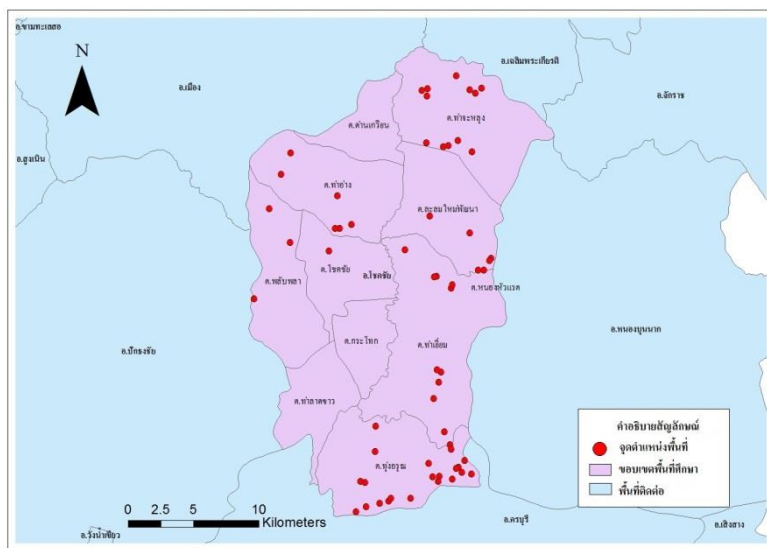 อ.ขามทะเลสอ
N
อ.เมือง
อ.เฉลิมพระเกียรติ
อ.จักราช
อ.สูงเนิน
ต.ด่านเกวียน
ต.ท่าจะหลุง
ต.ท่าอ่าง
ต.ละลมใหม่พัฒนา
ต.พลับพลา
ต.โชคชัย
อ.โชคชัย
ต.หนองหัวแรต
อ.หนองบุนนาก
อ.ปักธงชัย
ต.กระโทก
ต.ท่าเยี่ยม
ต.ท่าลาดขาว
ต.ทุ่งอรุณ
คำอธิบายสัญลักษณ์
จุดตำแหน่งพื้นที่
ขอบเขตพื้นที่ศึกษา
พื้นที่ติดต่อ
0 2.5 5 10
Kilometers
อ.วังน้ำเขียว
อ.ครบุรี
อ.เสิงสาง